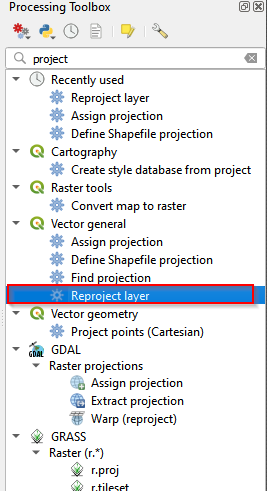 Processing Toolbox
project
Recently used
Reproject layer
Assign projection
Define Shapefile projection
Cartography
Create style database from project
Raster tools
Convert map to raster
Vector general
Assign projection
Define Shapefile projection
Find projection
Reproject layer
Vector geometry
Project points (Cartesian)
GDAL
Raster projections
Assign projection
Extract projection
Warp (reproject)
GRASS
Raster (r.*)
r.proj
r.tileset